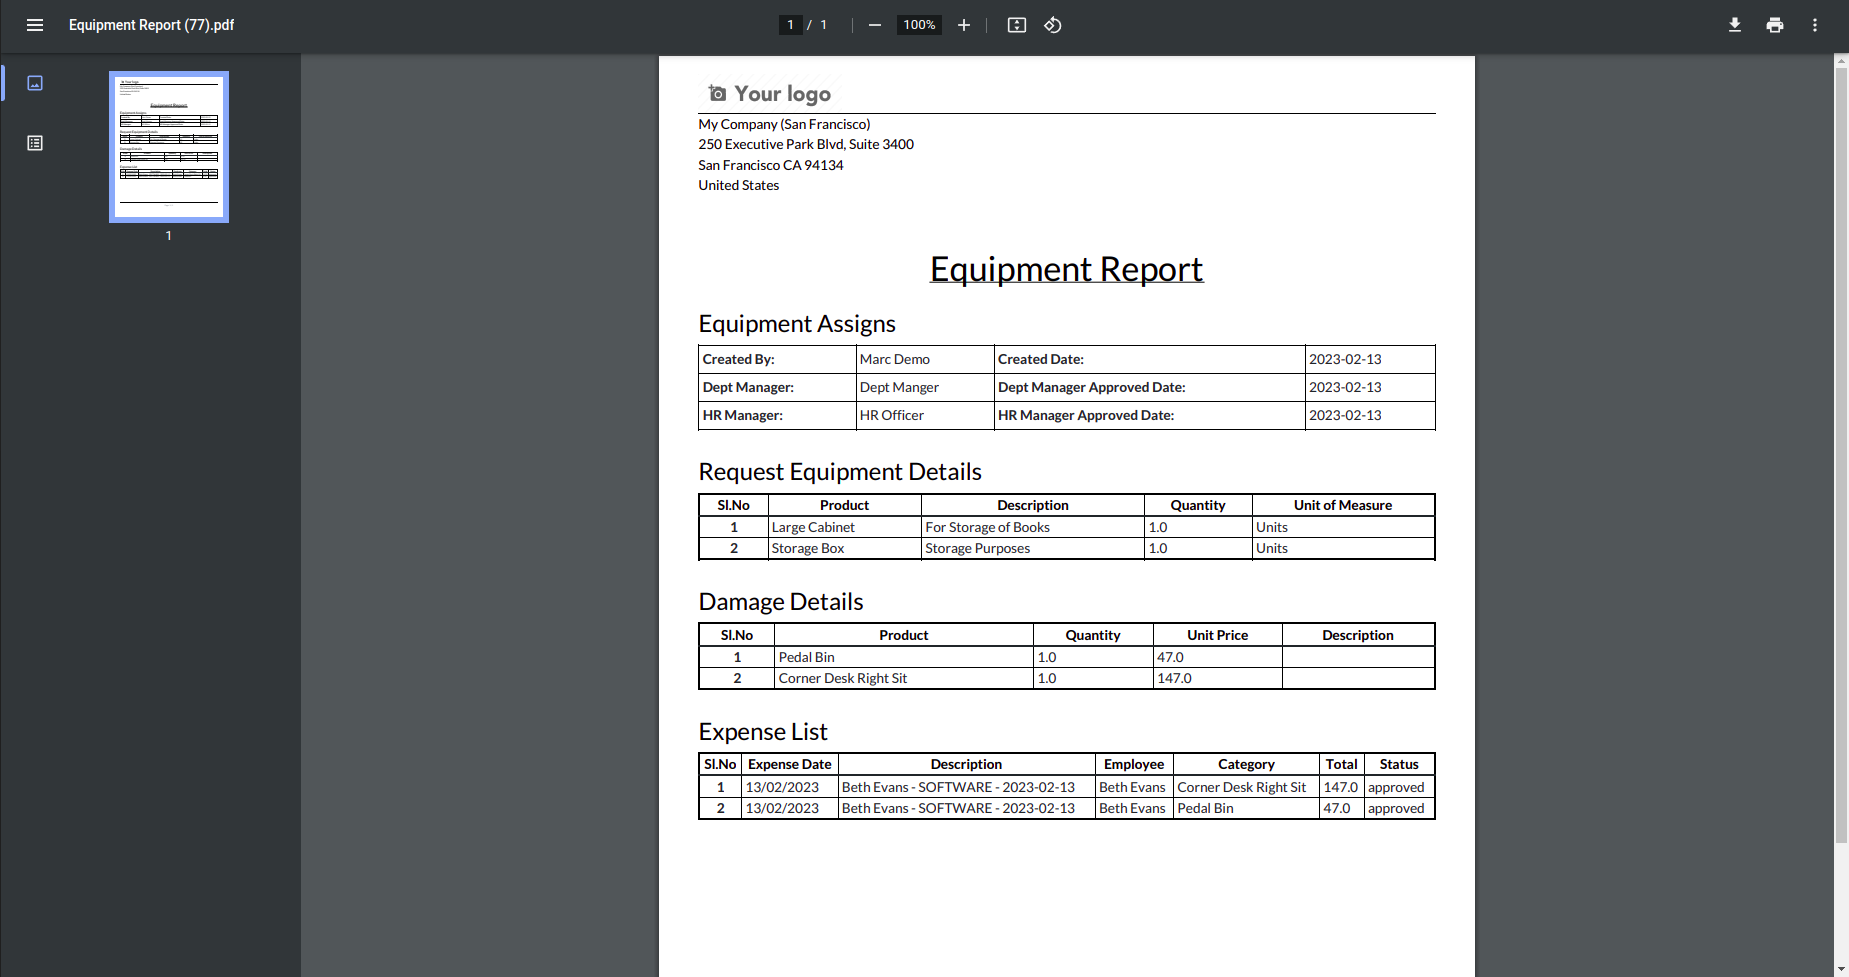 Equipment Report (77).pdf
1 / 1
100%
1
Your logo
My Company (San Francisco)
250 Executive Park Blvd, Suite 3400
San Francisco CA 94134
United States
Equipment Report
Equipment Assigns
Created By: Marc Demo Created Date: 2023-02-13
Dept Manager: Dept Manger Dept Manager Approved Date: 2023-02-13
HR Manager: HR Officer HR Manager Approved Date: 2023-02-13
Request Equipment Details
Sl.No Product Description Quantity Unit of Measure
1 Large Cabinet For Storage of Books 1.0 Units
2 Storage Box Storage Purposes 1.0 Units
Damage Details
Sl.No Product Quantity Unit Price Description
1 Pedal Bin 1.0 47.0
2 Corner Desk Right Sit 1.0 147.0
Expense List
Sl.No Expense Date Description Employee Category Total Status
1 13/02/2023 Beth Evans - SOFTWARE - 2023-02-13 Beth Evans Corner Desk Right Sit 147.0 approved
2 13/02/2023 Beth Evans - SOFTWARE - 2023-02-13 Beth Evans Pedal Bin 47.0 approved